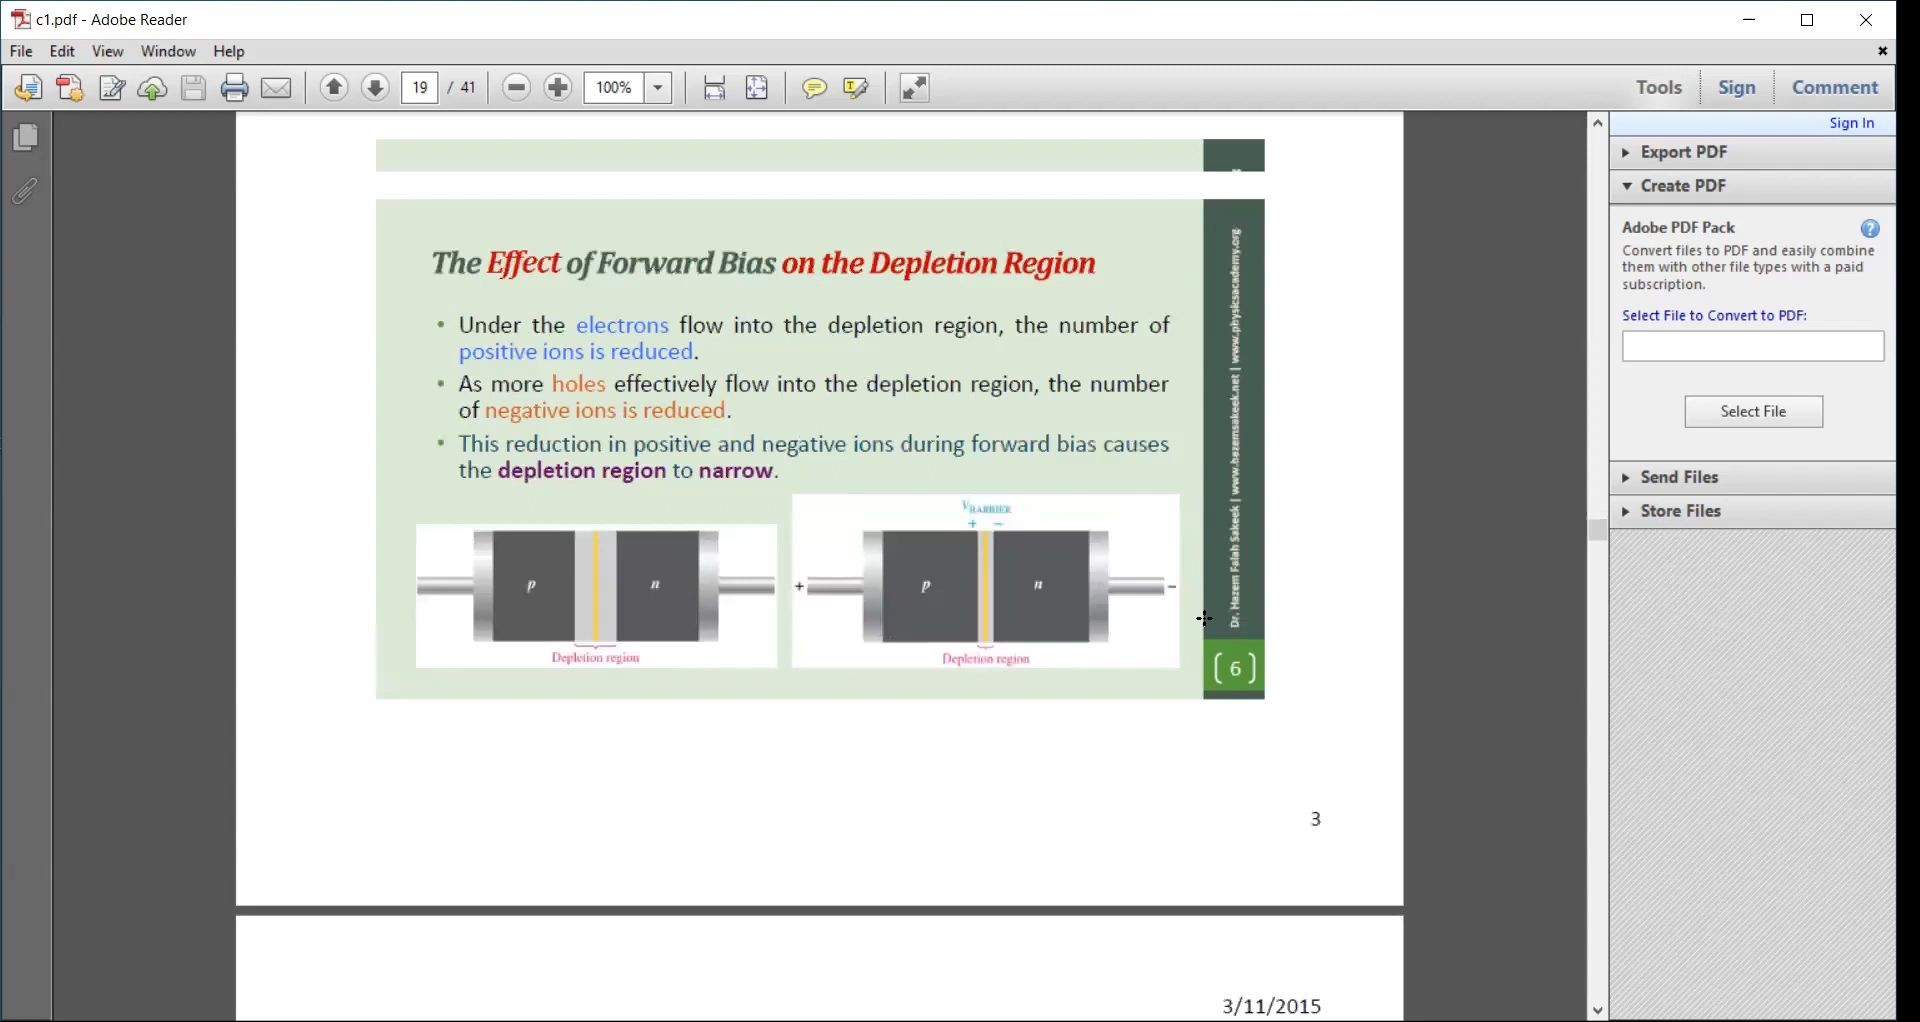 c1.pdf - Adobe Reader
File Edit View Window Help
19 / 41 100% Tools Sign Comment
Sign In
Export PDF
Create PDF
Adobe PDF Pack
Convert files to PDF and easily combine
them with other file types with a paid
subscription.
Select File to Convert to PDF:
Select File
Send Files
Store Files
The Effect of Forward Bias on the Depletion Region
• Under the electrons flow into the depletion region, the number of
positive ions is reduced.
• As more holes effectively flow into the depletion region, the number
of negative ions is reduced.
• This reduction in positive and negative ions during forward bias causes
the depletion region to narrow.
p n
Depletion region
VBARRIER
+ −
+ p n −
Depletion region
Dr. Hazem Falah Sakeek | www.hazemsakeek.net | www.physicsacademy.org
[ 6 ]
3
3/11/2015